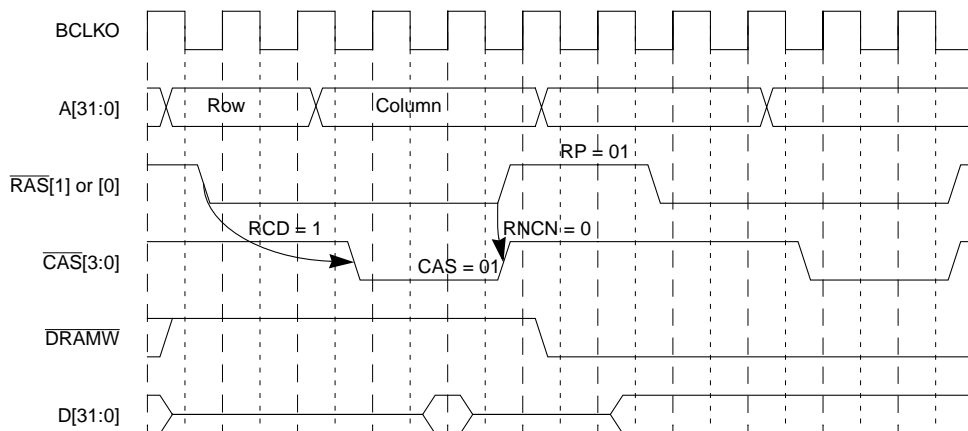 BCLKO
A[31:0]
Row
Column
RAS[1] or [0]
RP = 01
RCD = 1
RNCN = 0
CAS[3:0]
CAS = 01
DRAMW
D[31:0]